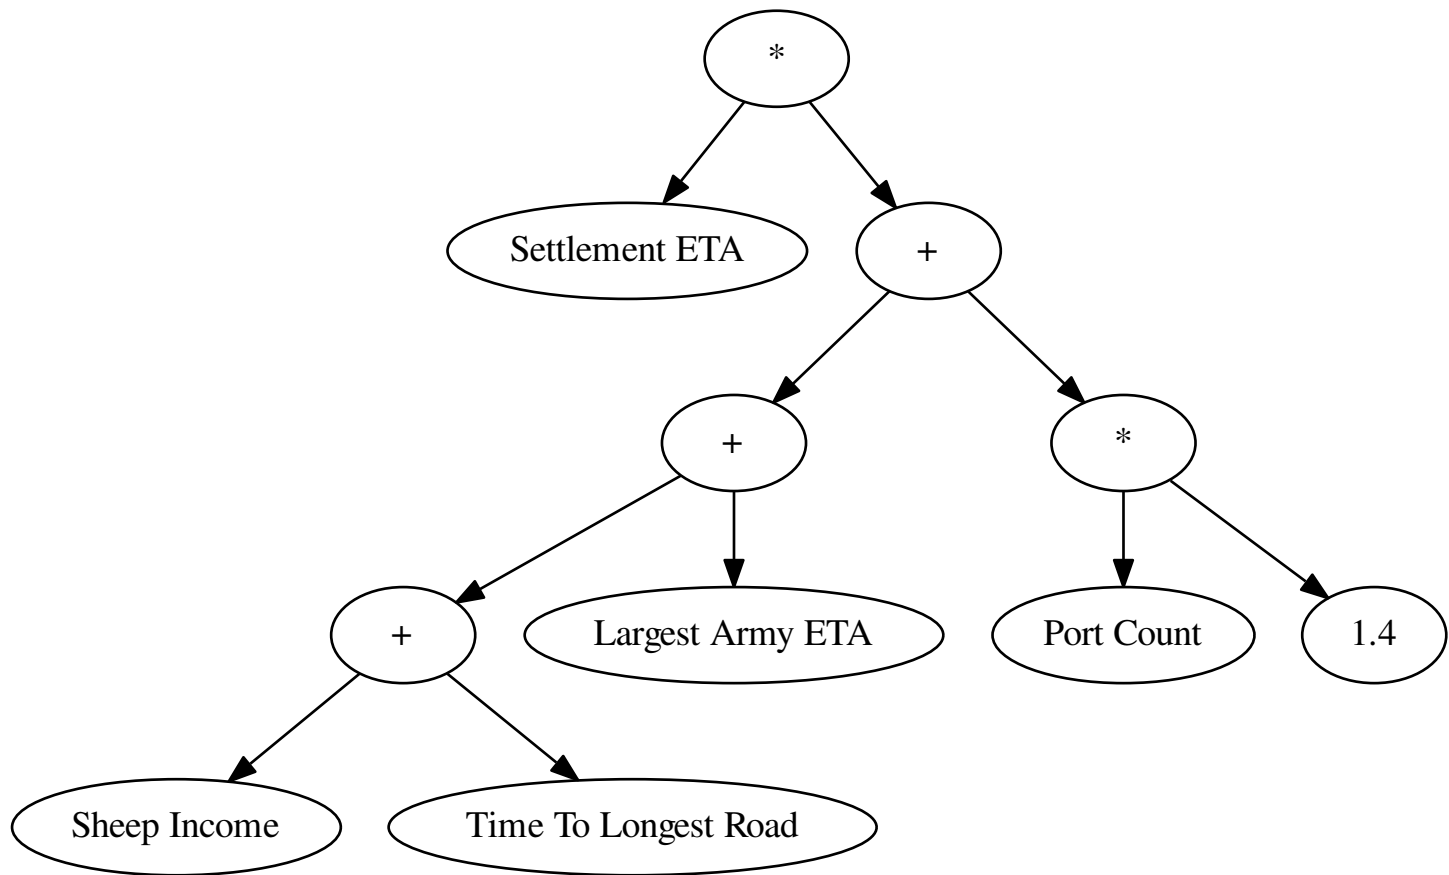 *
Settlement ETA
+
+
*
+
Largest Army ETA
Port Count
1.4
Sheep Income
Time To Longest Road